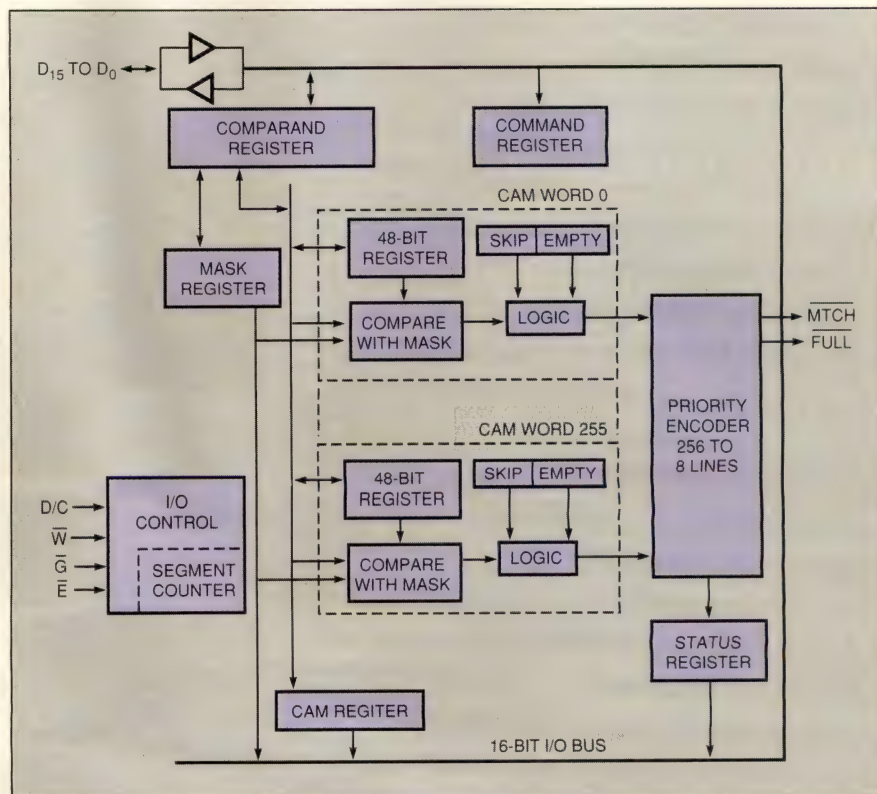 D15 TO D0
COMPARAND
REGISTER
COMMAND
REGISTER
MASK
REGISTER
CAM WORD 0
48-BIT
REGISTER
SKIP EMPTY
COMPARE
WITH MASK
LOGIC
PRIORITY
ENCODER
256 TO
8 LINES
MTCH
FULL
CAM WORD 255
48-BIT
REGISTER
SKIP EMPTY
COMPARE
WITH MASK
LOGIC
D/C
W
G
E
I/O
CONTROL
SEGMENT
COUNTER
STATUS
REGISTER
CAM REGITER
16-BIT I/O BUS